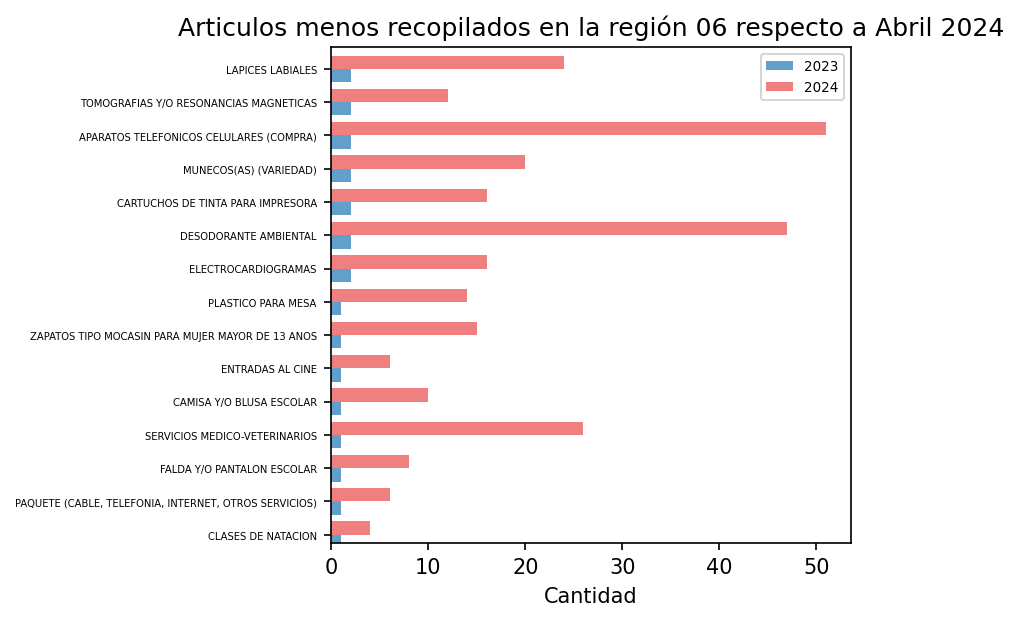 Articulos menos recopilados en la región 06 respecto a Abril 2024
2023
2024
LAPICES LABIALES
TOMOGRAFIAS Y/O RESONANCIAS MAGNETICAS
APARATOS TELEFONICOS CELULARES (COMPRA)
MUNECOS(AS) (VARIEDAD)
CARTUCHOS DE TINTA PARA IMPRESORA
DESODORANTE AMBIENTAL
ELECTROCARDIOGRAMAS
PLASTICO PARA MESA
ZAPATOS TIPO MOCASIN PARA MUJER MAYOR DE 13 ANOS
ENTRADAS AL CINE
CAMISA Y/O BLUSA ESCOLAR
SERVICIOS MEDICO-VETERINARIOS
FALDA Y/O PANTALON ESCOLAR
PAQUETE (CABLE, TELEFONIA, INTERNET, OTROS SERVICIOS)
CLASES DE NATACION
0 10 20 30 40 50
Cantidad